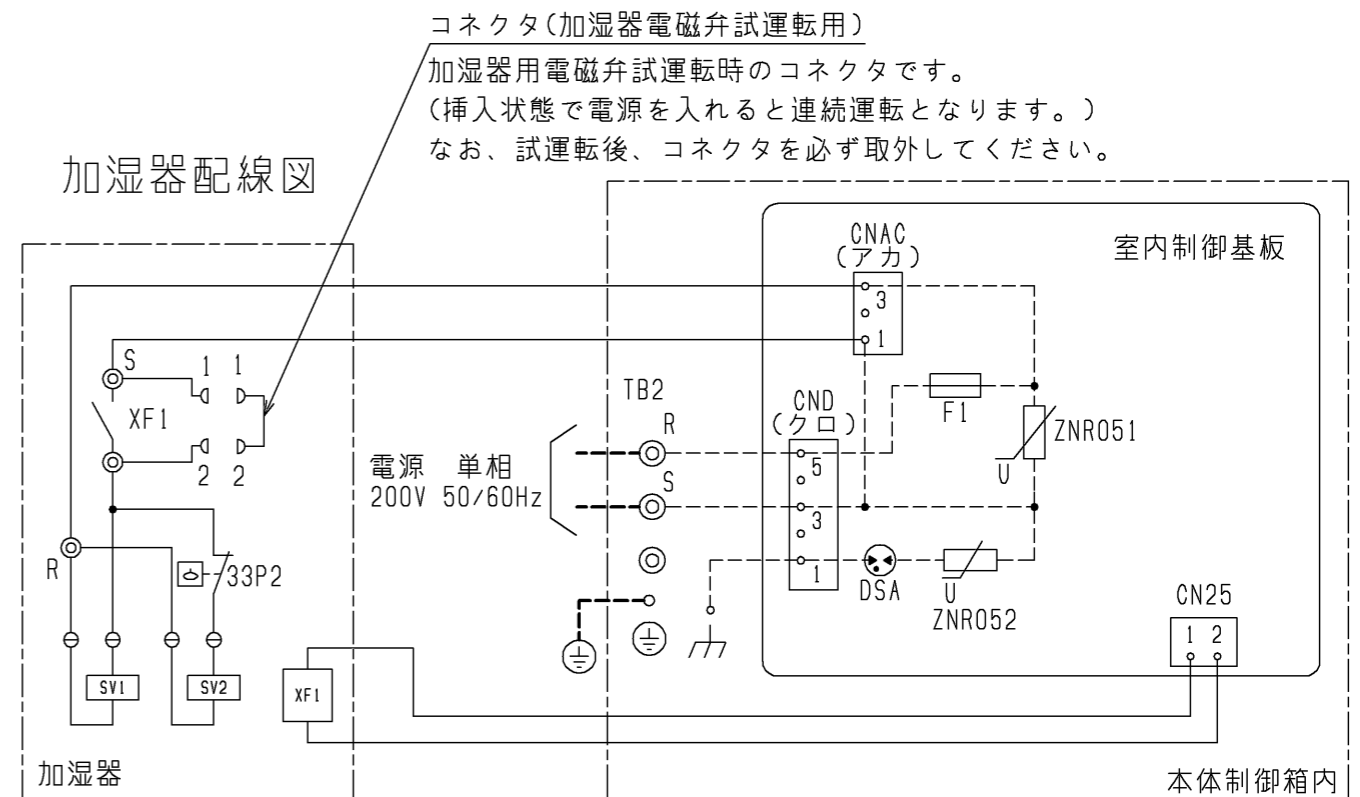 コネクタ(加湿器電磁弁試運転用)
加湿器用電磁弁試運転時のコネクタです。
(挿入状態で電源を入れると連続運転となります。)
なお、試運転後、コネクタを必ず取外してください。
加湿器配線図
室内制御基板
CNAC
(アカ)
3
1
S
1 1
XF1
2 2
TB2
R
S
電源 単相
200V 50/60Hz
CND
(クロ)
5
3
1
F1
ZNR051
U
DSA
U
ZNR052
CN25
1 2
R
33P2
SV1
SV2
XF1
加湿器
本体制御箱内